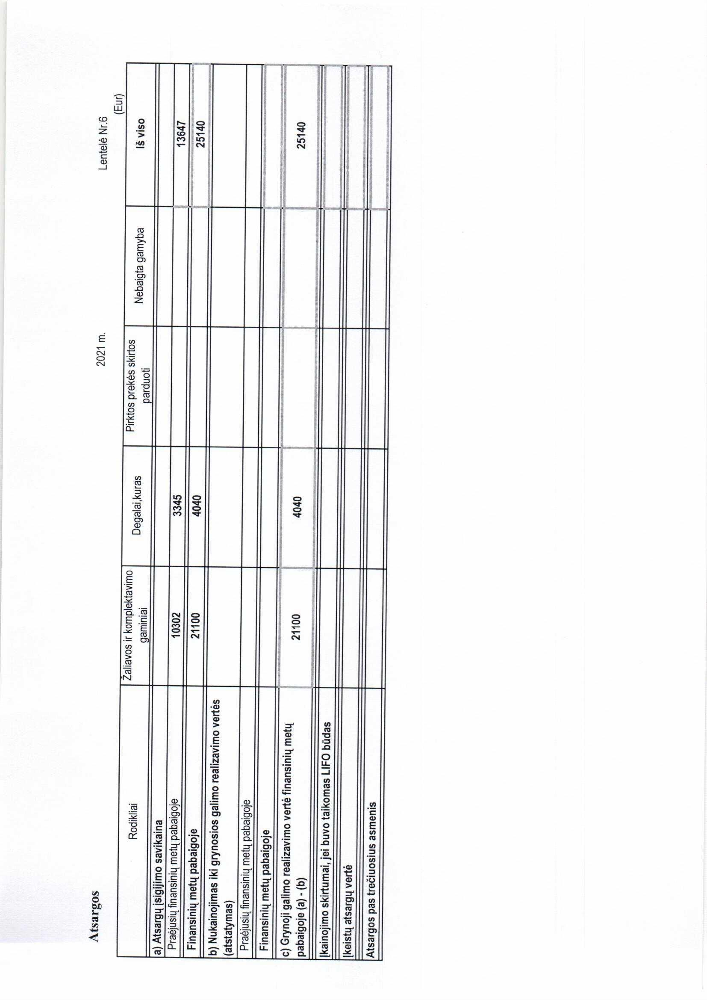 Atsargos
2021 m.
Lentelė Nr.6
(Eur)
Rodikliai
Žaliavos ir komplektavimo
gaminiai
Degalai,kuras
Pirktos prekės skirtos
parduoti
Nebaigta gamyba
Iš viso
a) Atsargų įsigijimo savikaina
Praėjusių finansinių metų pabaigoje 10302 3345 13647
Finansinių metų pabaigoje 21100 4040 25140
b) Nukainojimas iki grynosios galimo realizavimo vertės
(atstatymas)
Praėjusių finansinių metų pabaigoje
Finansinių metų pabaigoje
c) Grynoji galimo realizavimo vertė finansinių metų
pabaigoje (a) - (b)
21100 4040 25140
Įkainojimo skirtumai, jei buvo taikomas LIFO būdas
Įkeistų atsargų vertė
Atsargos pas trečiuosius asmenis